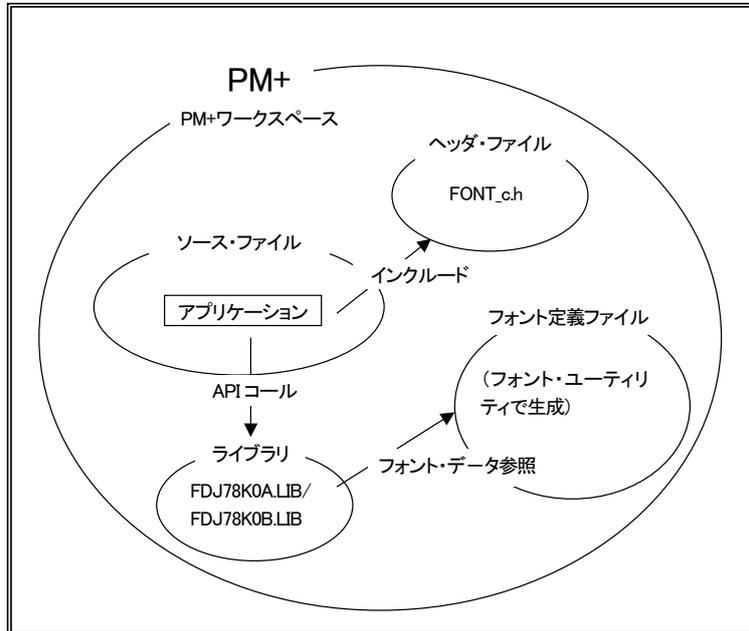 PM+
PM+ワークスペース
ヘッダ・ファイル
FONT_c.h
ソース・ファイル
インクルード
アプリケーション
フォント定義ファイル
(フォント・ユーティリ
ティで生成)
API コール
ライブラリ
フォント・データ参照
FDJ78K0A.LIB/
FDJ78K0B.LIB